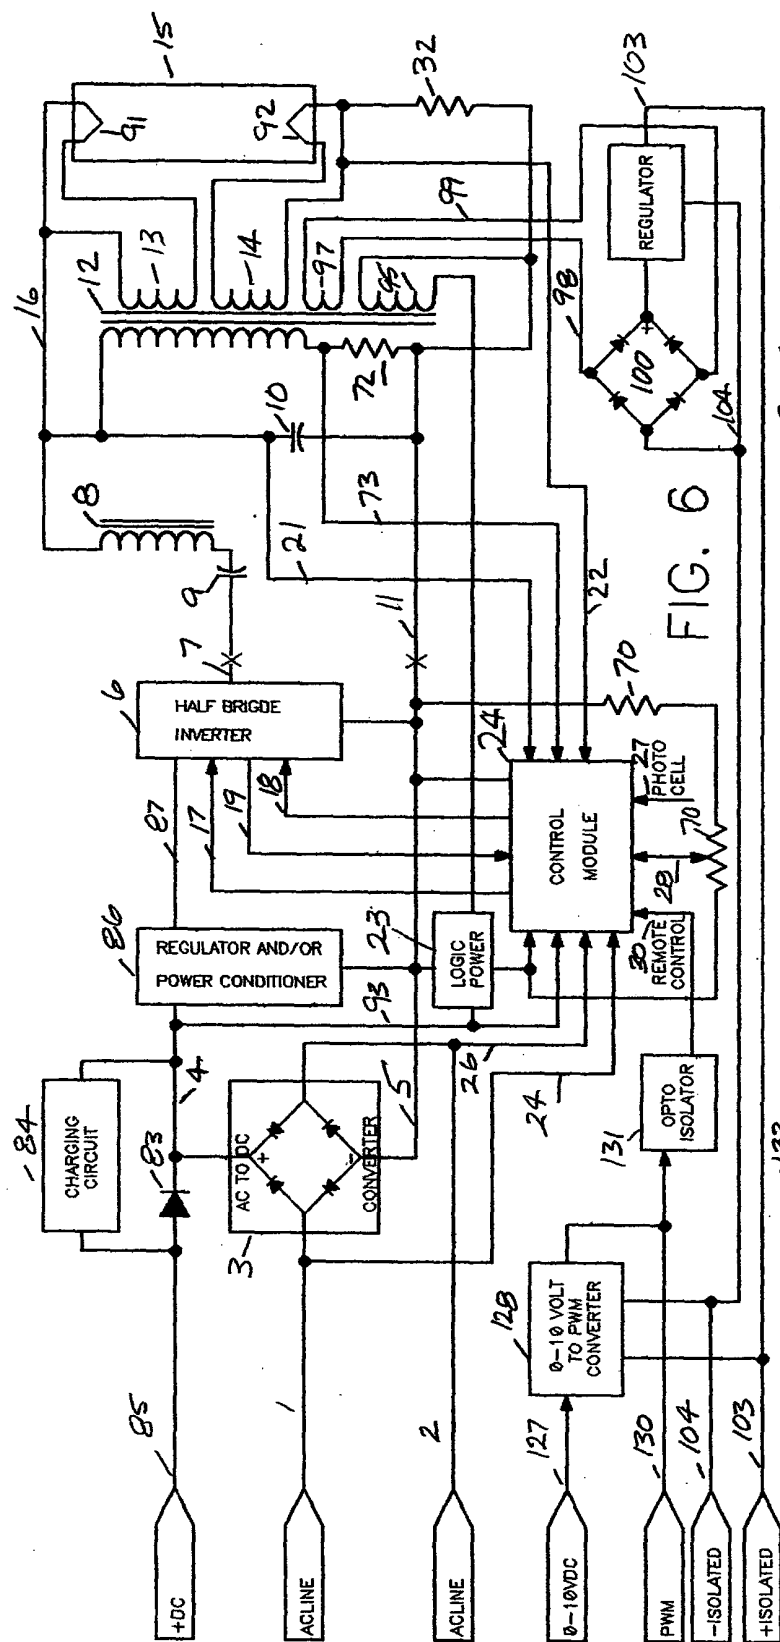 84
CHARGING
CIRCUIT
85
+DC
83
4
86
REGULATOR AND/OR
POWER CONDITIONER
87
6
HALF BRIGDE
INVERTER
7
9
8
16
12
13
14
97
95
91
92
15
32
99
1
ACLINE
3
AC TO DC
+
-
CONVERTER
5
93
17
19
18
21
10
11
72
73
2
ACLINE
26
24
23
LOGIC
POWER
24
CONTROL
MODULE
22
98
100
+
104
REGULATOR
103
128
0-10 VOLT
TO PWM
CONVERTER
127
0-10VDC
131
OPTO
ISOLATOR
30
REMOTE
CONTROL
28
27
PHOTO
CELL
70
70
FIG. 6
130
PWM
104
-ISOLATED
103
+ISOLATED